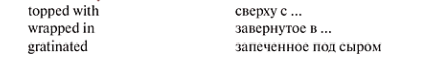 topped with сверху с ...
wrapped in завернутое в ...
gratinated запеченное под сыром